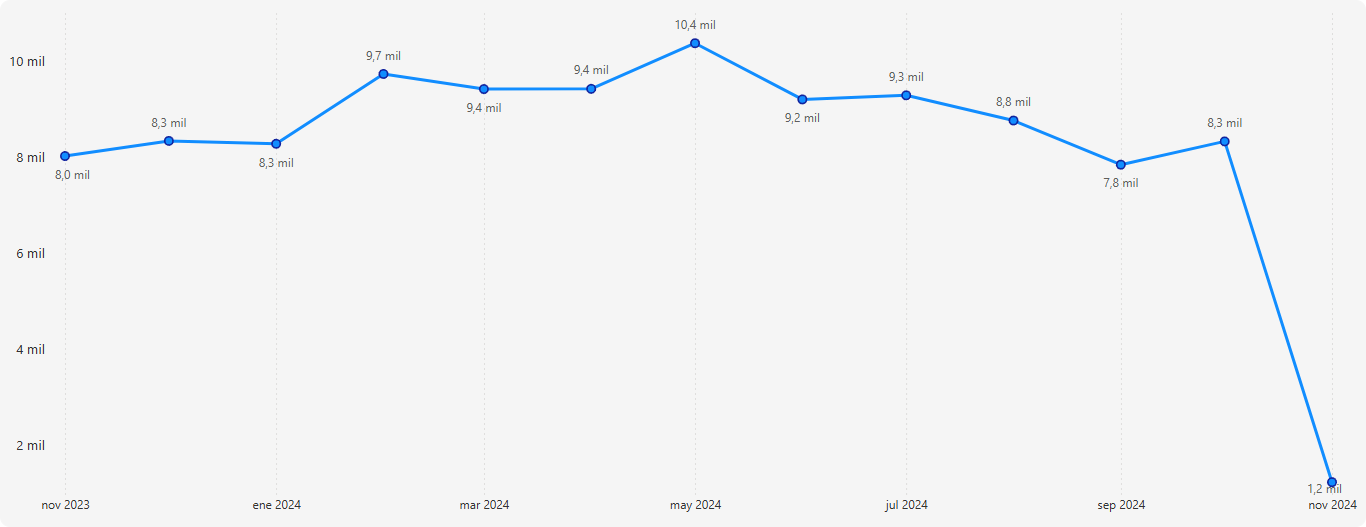 10,4 mil
9,7 mil
10 mil
9,4 mil
9,3 mil
8,8 mil
9,4 mil
9,2 mil
8,3 mil
8,3 mil
8 mil
8,3 mil
8,0 mil
7,8 mil
6 mil
4 mil
2 mil
1,2 mil
nov 2023
ene 2024
mar 2024
may 2024
jul 2024
sep 2024
nov 2024